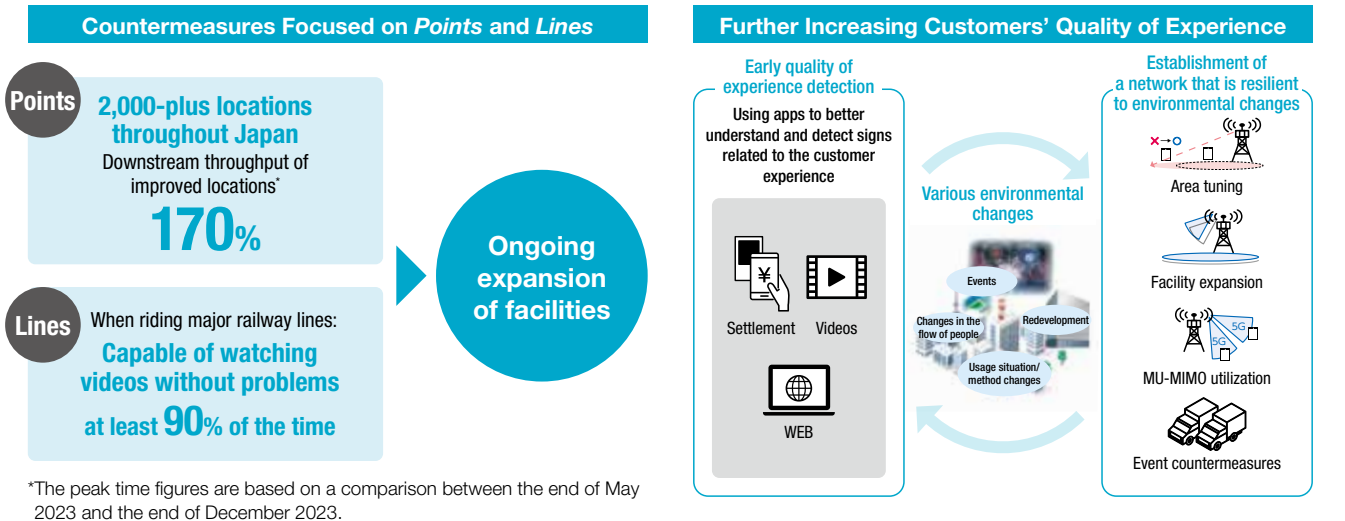 Countermeasures Focused on Points and Lines
Points
2,000-plus locations
throughout Japan
Downstream throughput of
improved locations*
170%
Lines
When riding major railway lines:
Capable of watching
videos without problems
at least 90% of the time
Ongoing
expansion
of facilities
*The peak time figures are based on a comparison between the end of May
2023 and the end of December 2023.
Further Increasing Customers’ Quality of Experience
Early quality of
experience detection
Using apps to better
understand and detect signs
related to the customer
experience
¥
Settlement
Videos
WEB
Various environmental
changes
Events
Changes in the
flow of people
Redevelopment
Usage situation/
method changes
Establishment of
a network that is resilient
to environmental changes
×→○
Area tuning
Facility expansion
5G
5G
MU-MIMO utilization
Event countermeasures